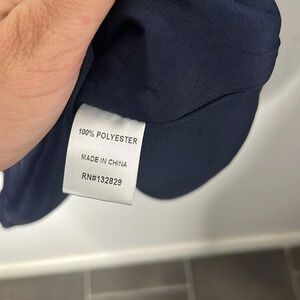 100% POLYESTER
MADE IN CHINA
RN#132829